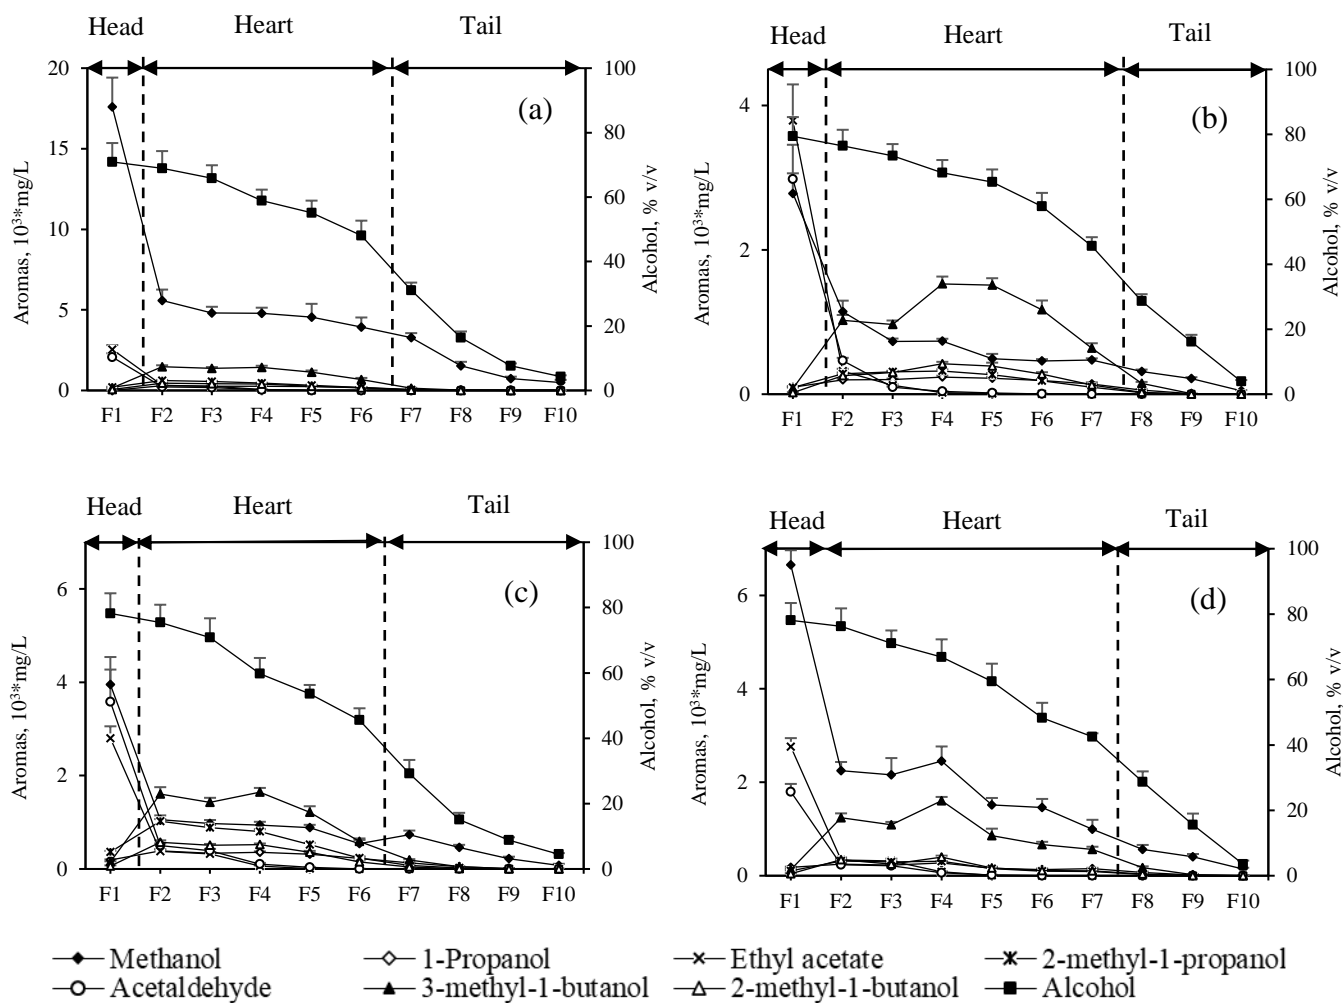 Head Heart Tail
20 100
(a)
15 80
60
10
40
5
20
0 0
Aromas, 10³*mg/L
Alcohol, % v/v
F1 F2 F3 F4 F5 F6 F7 F8 F9 F10
Head Heart Tail
100
4 (b)
80
60
2
40
20
0 0
Aromas, 10³*mg/L
Alcohol, % v/v
F1 F2 F3 F4 F5 F6 F7 F8 F9 F10
Head Heart Tail
100
6 (c)
80
4 60
40
2
20
0 0
Aromas, 10³*mg/L
Alcohol, % v/v
F1 F2 F3 F4 F5 F6 F7 F8 F9 F10
Head Heart Tail
100
6 (d)
80
4 60
40
2
20
0 0
Aromas, 10³*mg/L
Alcohol, % v/v
F1 F2 F3 F4 F5 F6 F7 F8 F9 F10
Methanol 1-Propanol Ethyl acetate 2-methyl-1-propanol
Acetaldehyde 3-methyl-1-butanol 2-methyl-1-butanol Alcohol